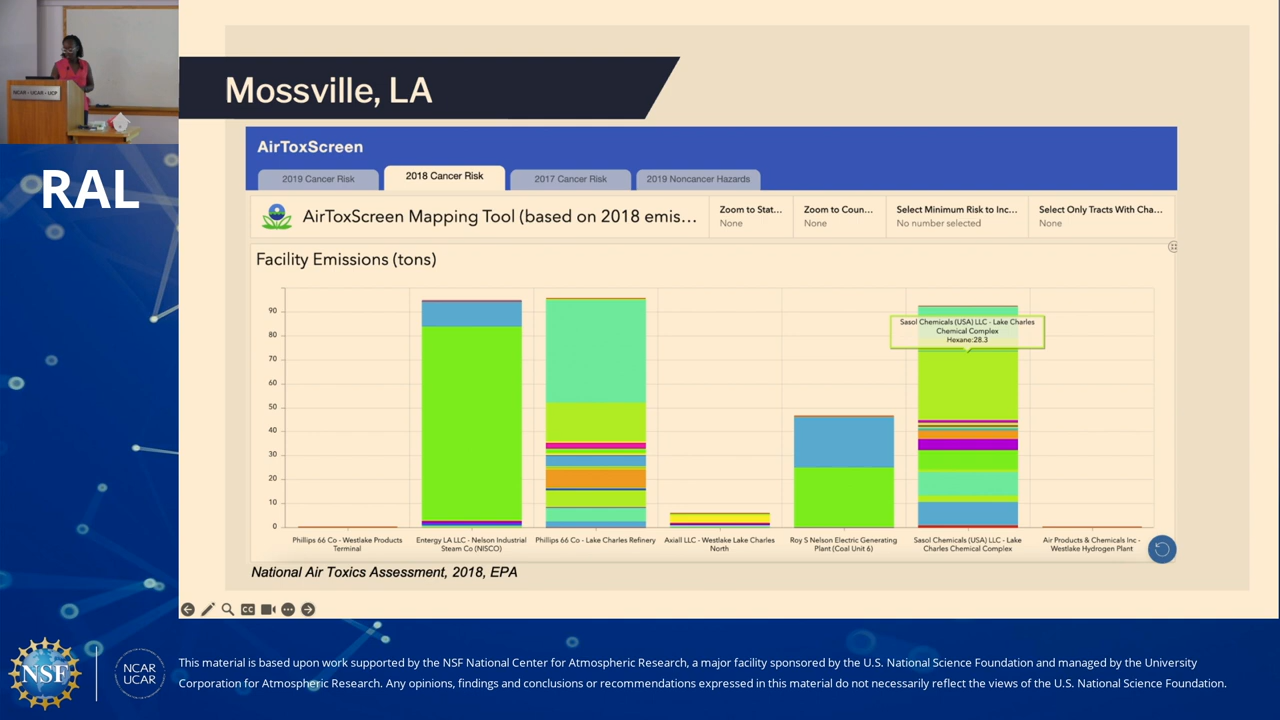 NCAR • UCAR • UCP
RAL
Mossville, LA
AirToxScreen
2019 Cancer Risk
2018 Cancer Risk
2017 Cancer Risk
2019 Noncancer Hazards
AirToxScreen Mapping Tool (based on 2018 emis...
Zoom to Stat...
None
Zoom to Coun...
None
Select Minimum Risk to Inc...
No number selected
Select Only Tracts With Cha...
None
Facility Emissions (tons)
90
80
70
60
50
40
30
20
10
0
Sasol Chemicals (USA) LLC - Lake Charles
Chemical Complex
Hexane:28.3
Phillips 66 Co - Westlake Products
Terminal
Entergy LA LLC - Nelson Industrial
Steam Co (NISCO)
Phillips 66 Co - Lake Charles Refinery
Axiall LLC - Westlake Lake Charles
North
Roy S Nelson Electric Generating
Plant (Coal Unit 6)
Sasol Chemicals (USA) LLC - Lake
Charles Chemical Complex
Air Products & Chemicals Inc -
Westlake Hydrogen Plant
National Air Toxics Assessment, 2018, EPA
CC
NSF
NCAR
UCAR
This material is based upon work supported by the NSF National Center for Atmospheric Research, a major facility sponsored by the U.S. National Science Foundation and managed by the University
Corporation for Atmospheric Research. Any opinions, findings and conclusions or recommendations expressed in this material do not necessarily reflect the views of the U.S. National Science Foundation.